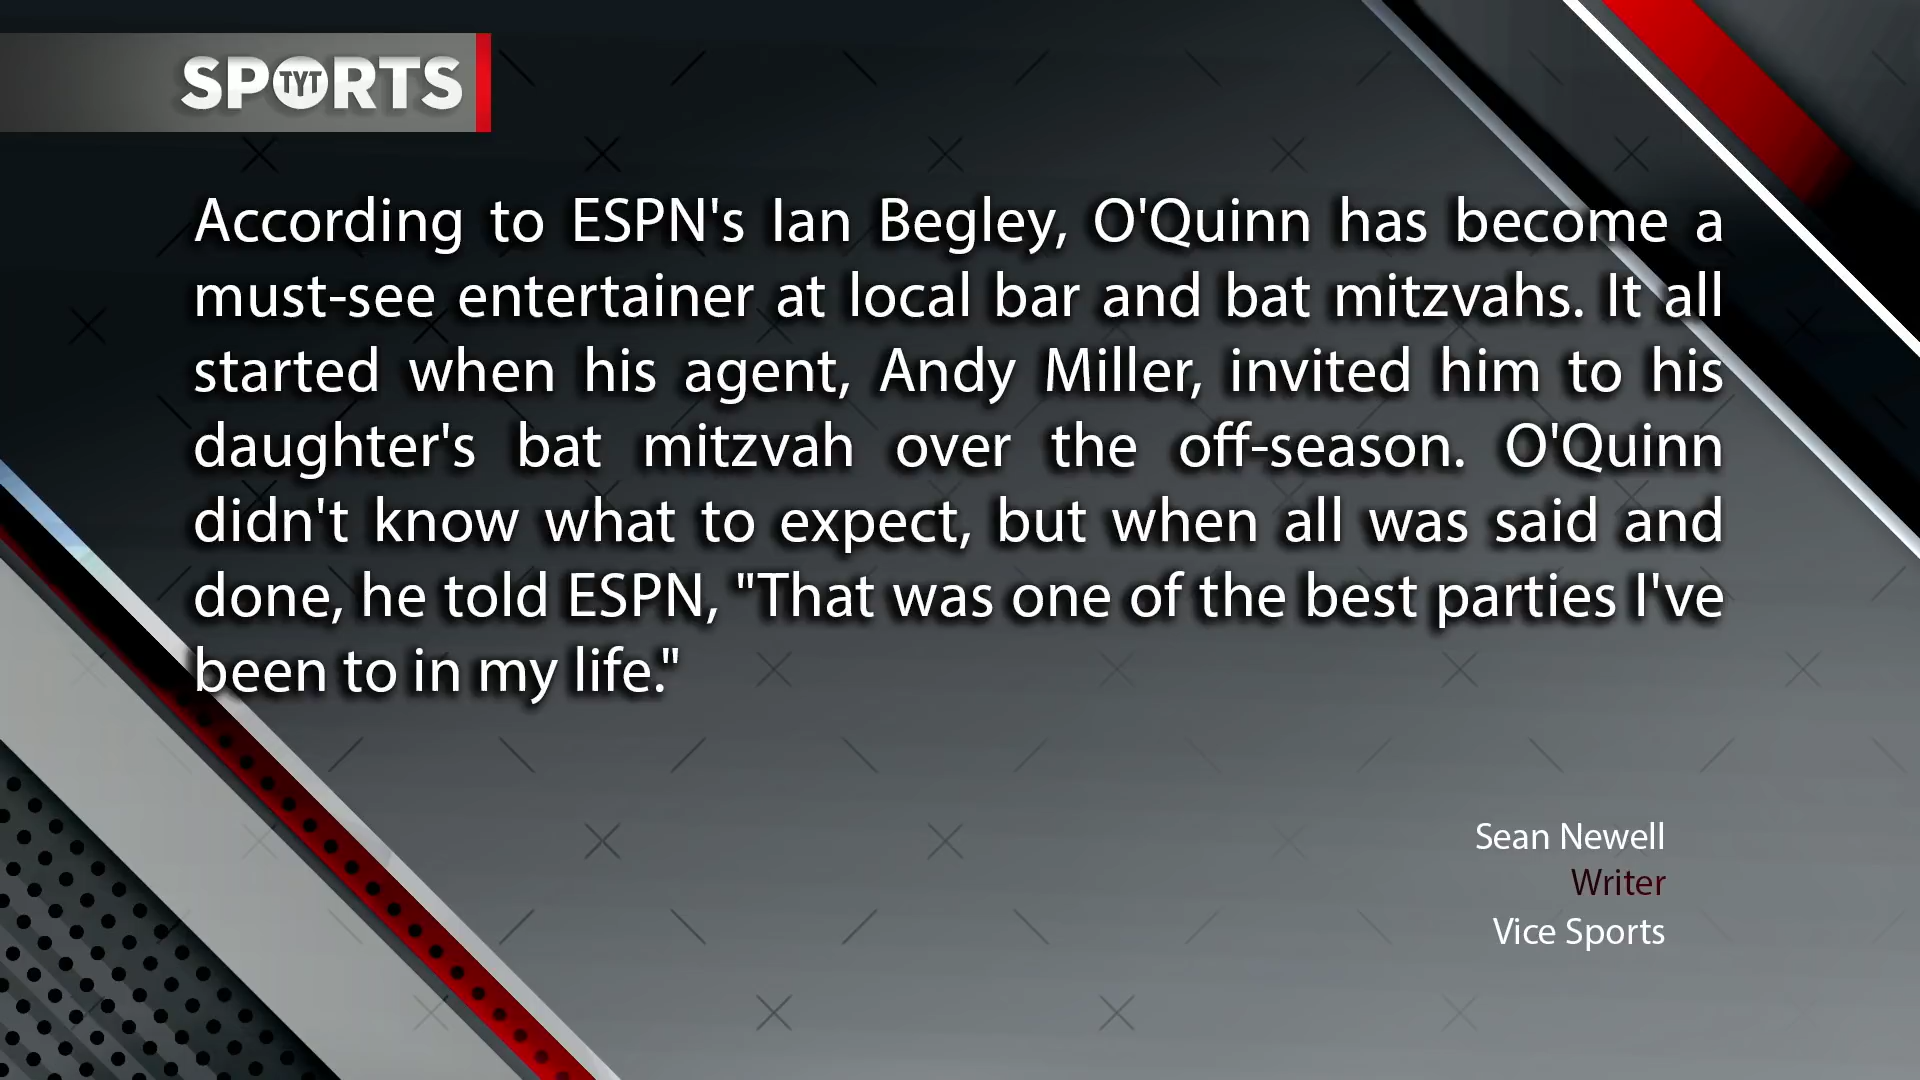 SPORTS
TYT
According to ESPN's Ian Begley, O'Quinn has become a
must-see entertainer at local bar and bat mitzvahs. It all
started when his agent, Andy Miller, invited him to his
daughter's bat mitzvah over the off-season. O'Quinn
didn't know what to expect, but when all was said and
done, he told ESPN, "That was one of the best parties I've
been to in my life."
Sean Newell
Writer
Vice Sports